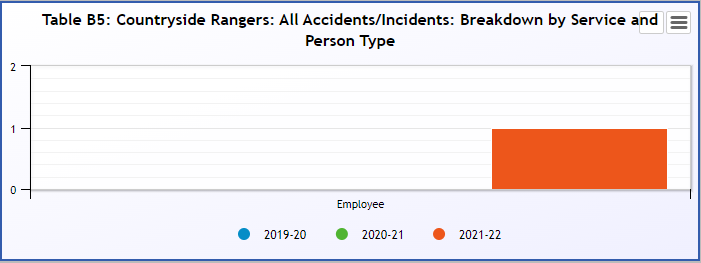 Table B5: Countryside Rangers: All Accidents/Incidents: Breakdown by Service and
Person Type
2
1
0
Employee
2019-20 2020-21 2021-22